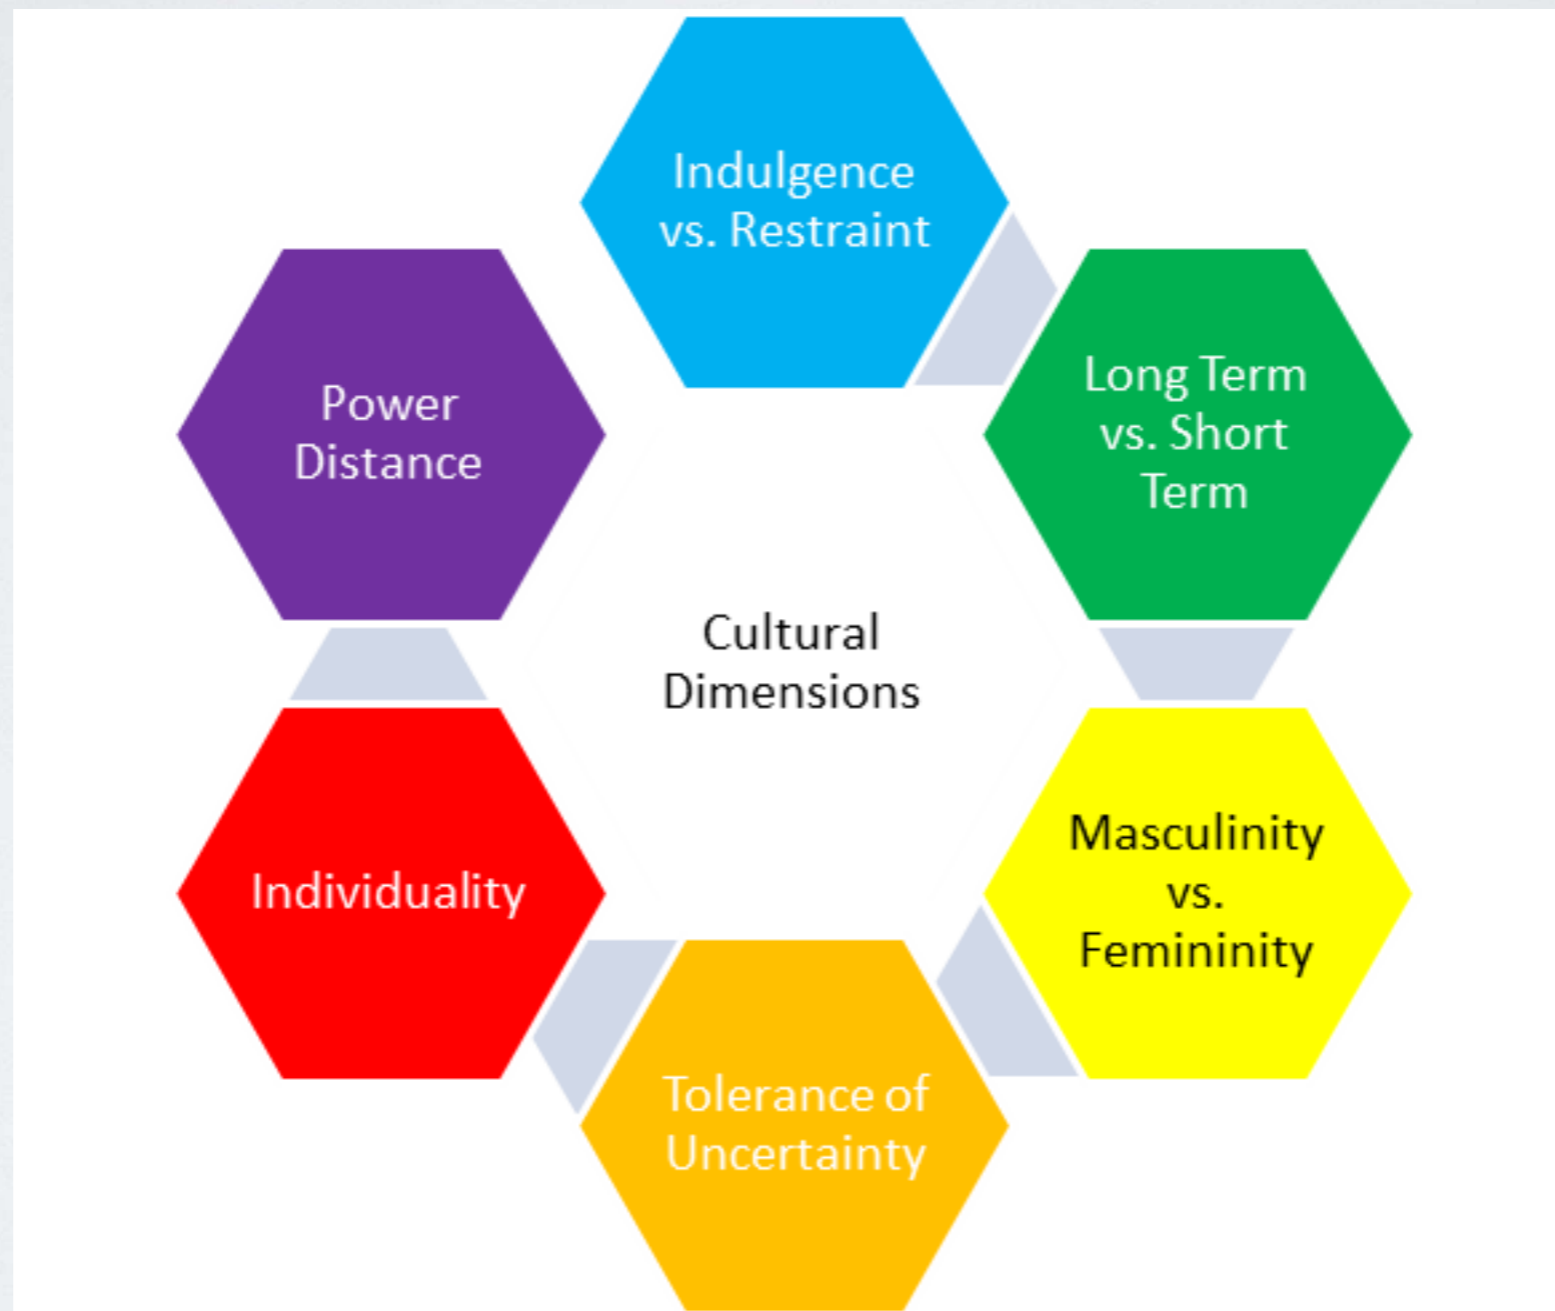 Indulgence
vs. Restraint
Long Term
vs. Short
Term
Masculinity
vs.
Femininity
Tolerance of
Uncertainty
Individuality
Power
Distance
Cultural
Dimensions